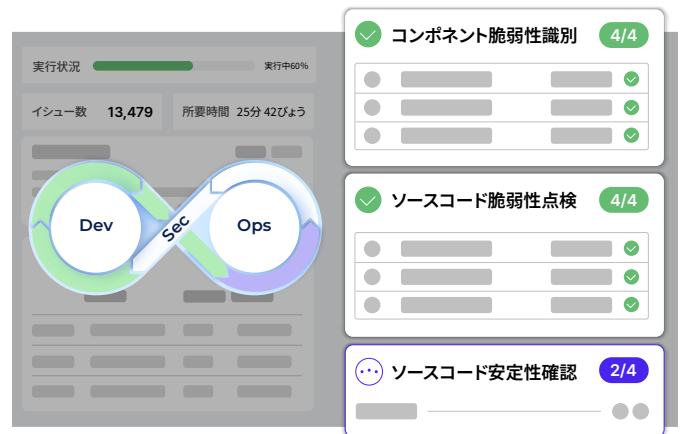 実行状況 実行中60%
イシュー数 13,479 所要時間 25分 42びょう
Dev Sec Ops
コンポーネント脆弱性識別 4/4
ソースコード脆弱性点検 4/4
ソースコード安定性確認 2/4